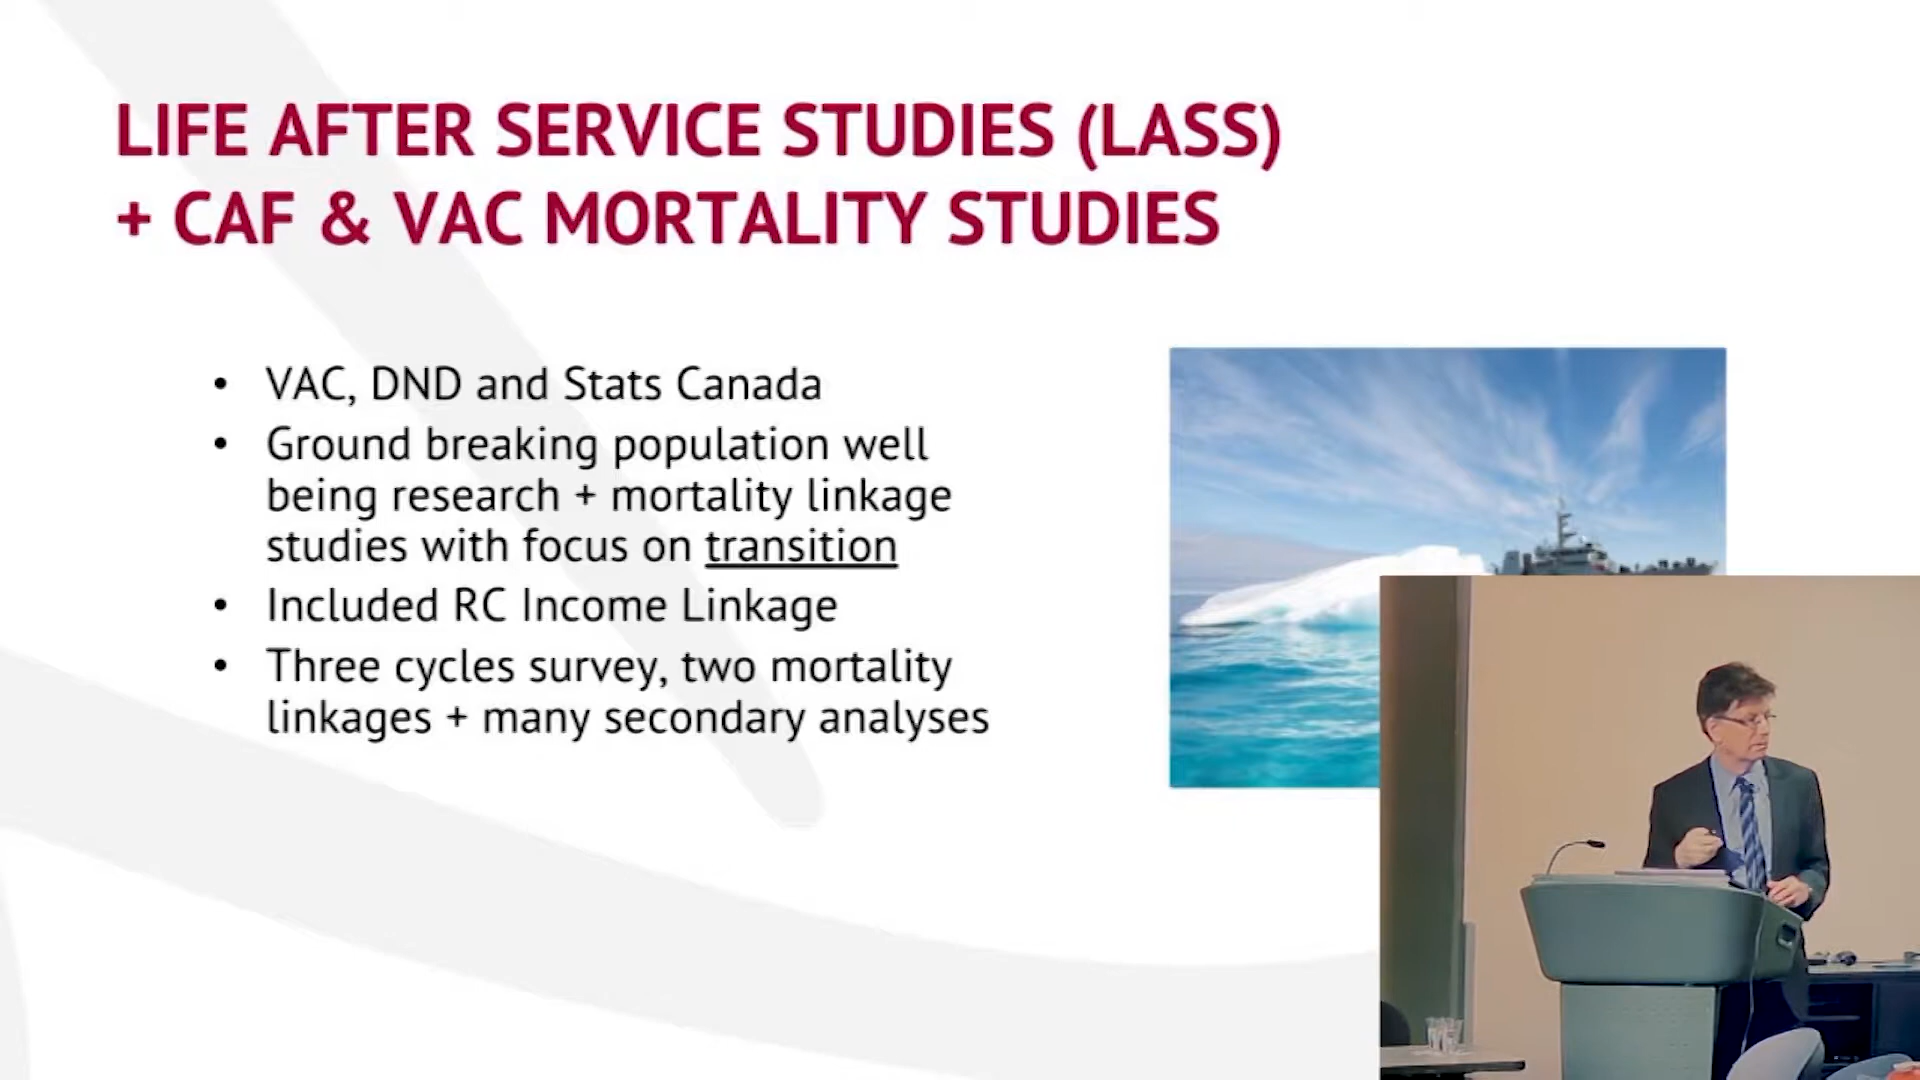 LIFE AFTER SERVICE STUDIES (LASS)
+ CAF & VAC MORTALITY STUDIES
• VAC, DND and Stats Canada
• Ground breaking population well
being research + mortality linkage
studies with focus on transition
• Included RC Income Linkage
• Three cycles survey, two mortality
linkages + many secondary analyses